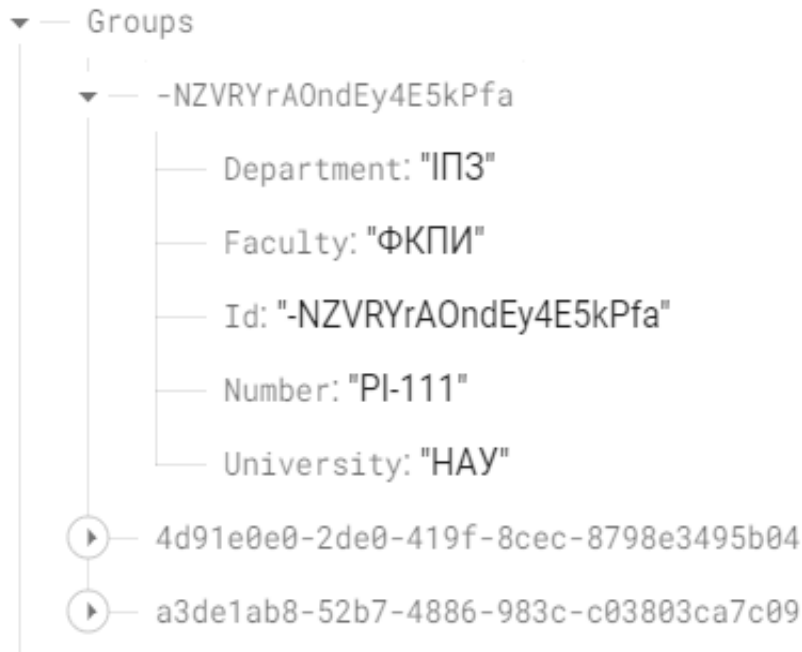 Groups
-NZVRYrAOndEy4E5kPfa
Department: "ІПЗ"
Faculty: "ФКПИ"
Id: "-NZVRYrAOndEy4E5kPfa"
Number: "PI-111"
University: "НАУ"
4d91e0e0-2de0-419f-8cec-8798e3495b04
a3de1ab8-52b7-4886-983c-c03803ca7c09